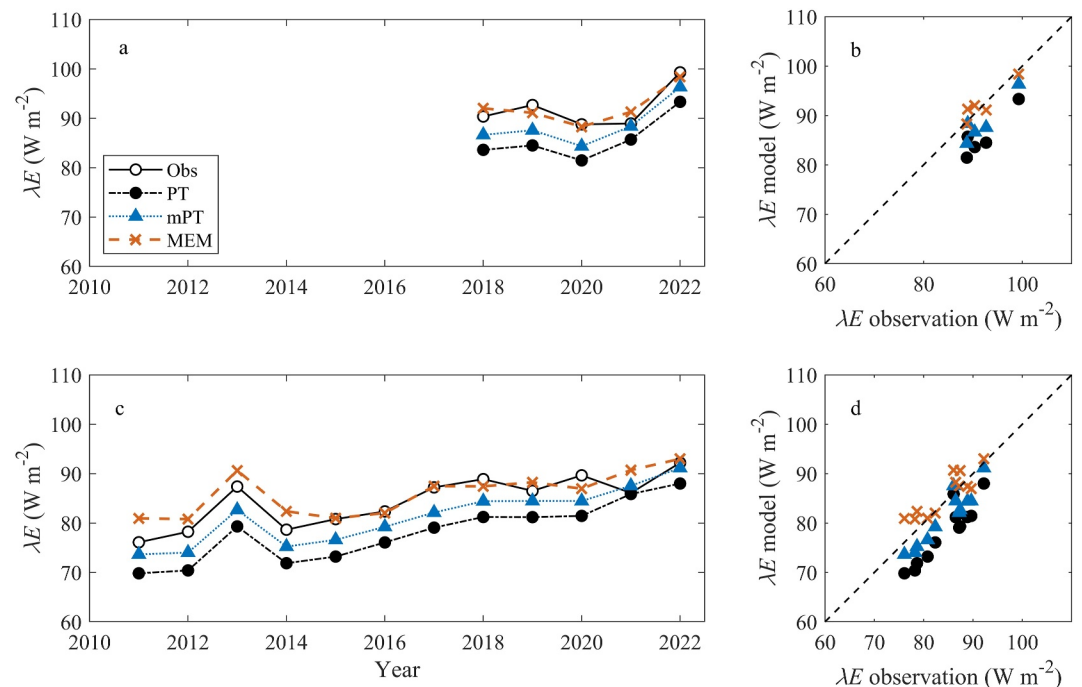 a
110
100
90
80
70
60
λE (W m⁻²)
Obs
PT
mPT
MEM
2010 2012 2014 2016 2018 2020 2022
b
110
100
90
80
70
60
λE model (W m⁻²)
60 80 100
λE observation (W m⁻²)
c
110
100
90
80
70
60
λE (W m⁻²)
2010 2012 2014 2016 2018 2020 2022
Year
d
110
100
90
80
70
60
λE model (W m⁻²)
60 70 80 90 100
λE observation (W m⁻²)